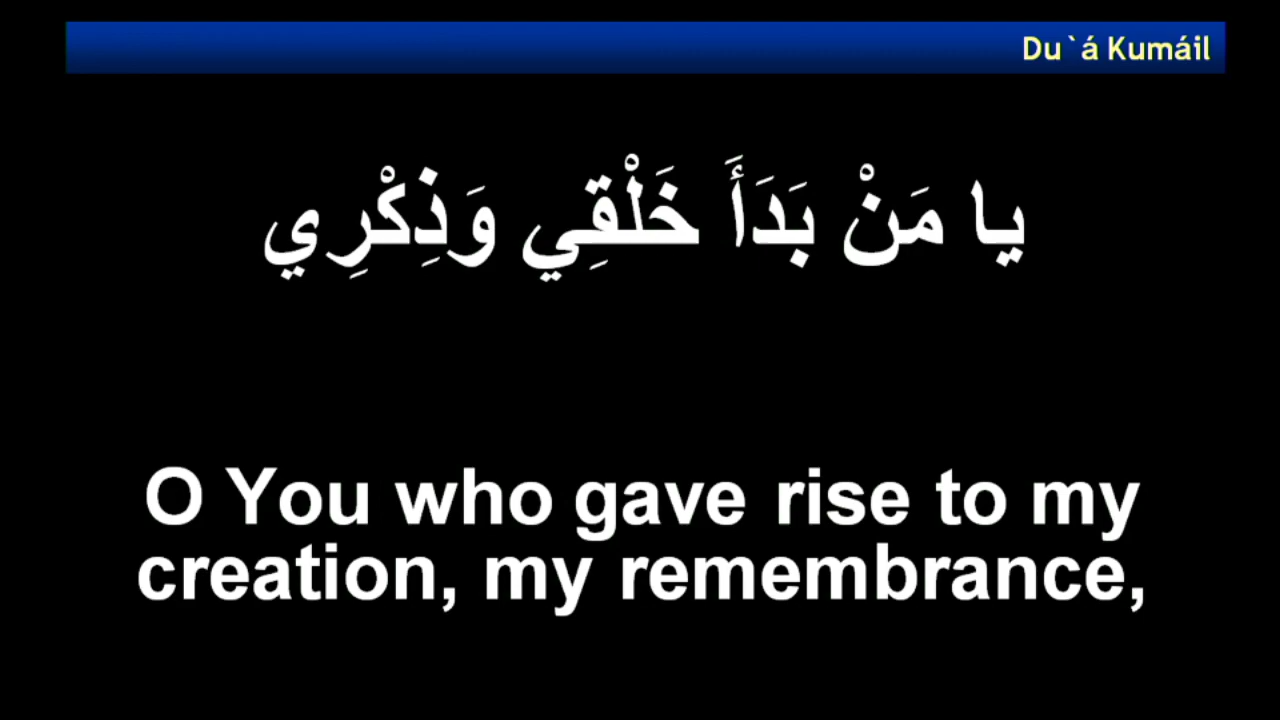 Du`á Kumáil
يا مَنْ بَدَأَ خَلْقِي وَذِكْرِي
O You who gave rise to my
creation, my remembrance,